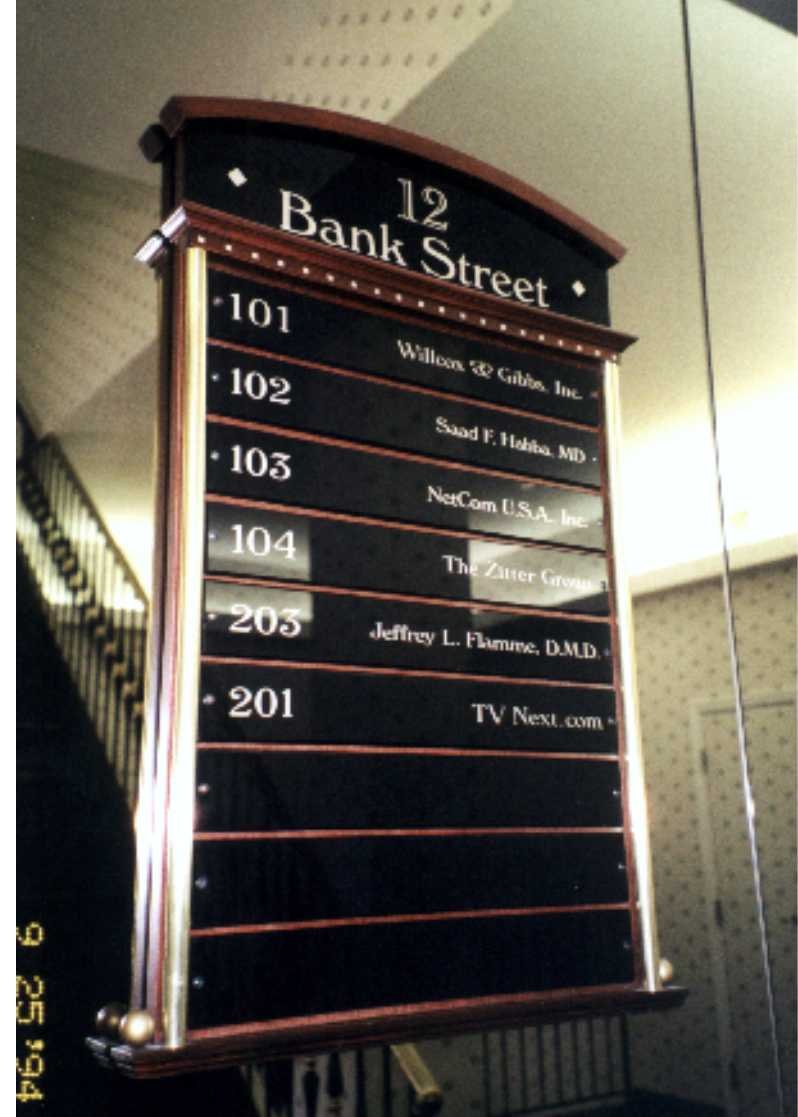 12
Bank Street
101 Willcox & Gibbs, Inc.
102 Saad F. Habba, MD
103 NetCom U.S.A. Inc.
104 The Zitter Group
203 Jeffrey L. Flamme, D.M.D.
201 TV Next.com
9 25 '94